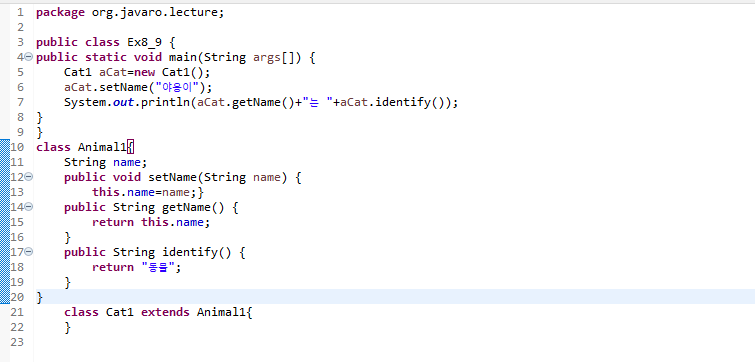 1 package org.javaro.lecture;
2
3 public class Ex8_9 {
4 public static void main(String args[]) {
5 Cat1 aCat=new Cat1();
6 aCat.setName("야옹이");
7 System.out.println(aCat.getName()+"는 "+aCat.identify());
8 }
9 }
10 class Animal1{
11 String name;
12 public void setName(String name) {
13 this.name=name;}
14 public String getName() {
15 return this.name;
16 }
17 public String identify() {
18 return "동물";
19 }
20 }
21 class Cat1 extends Animal1{
22 }
23